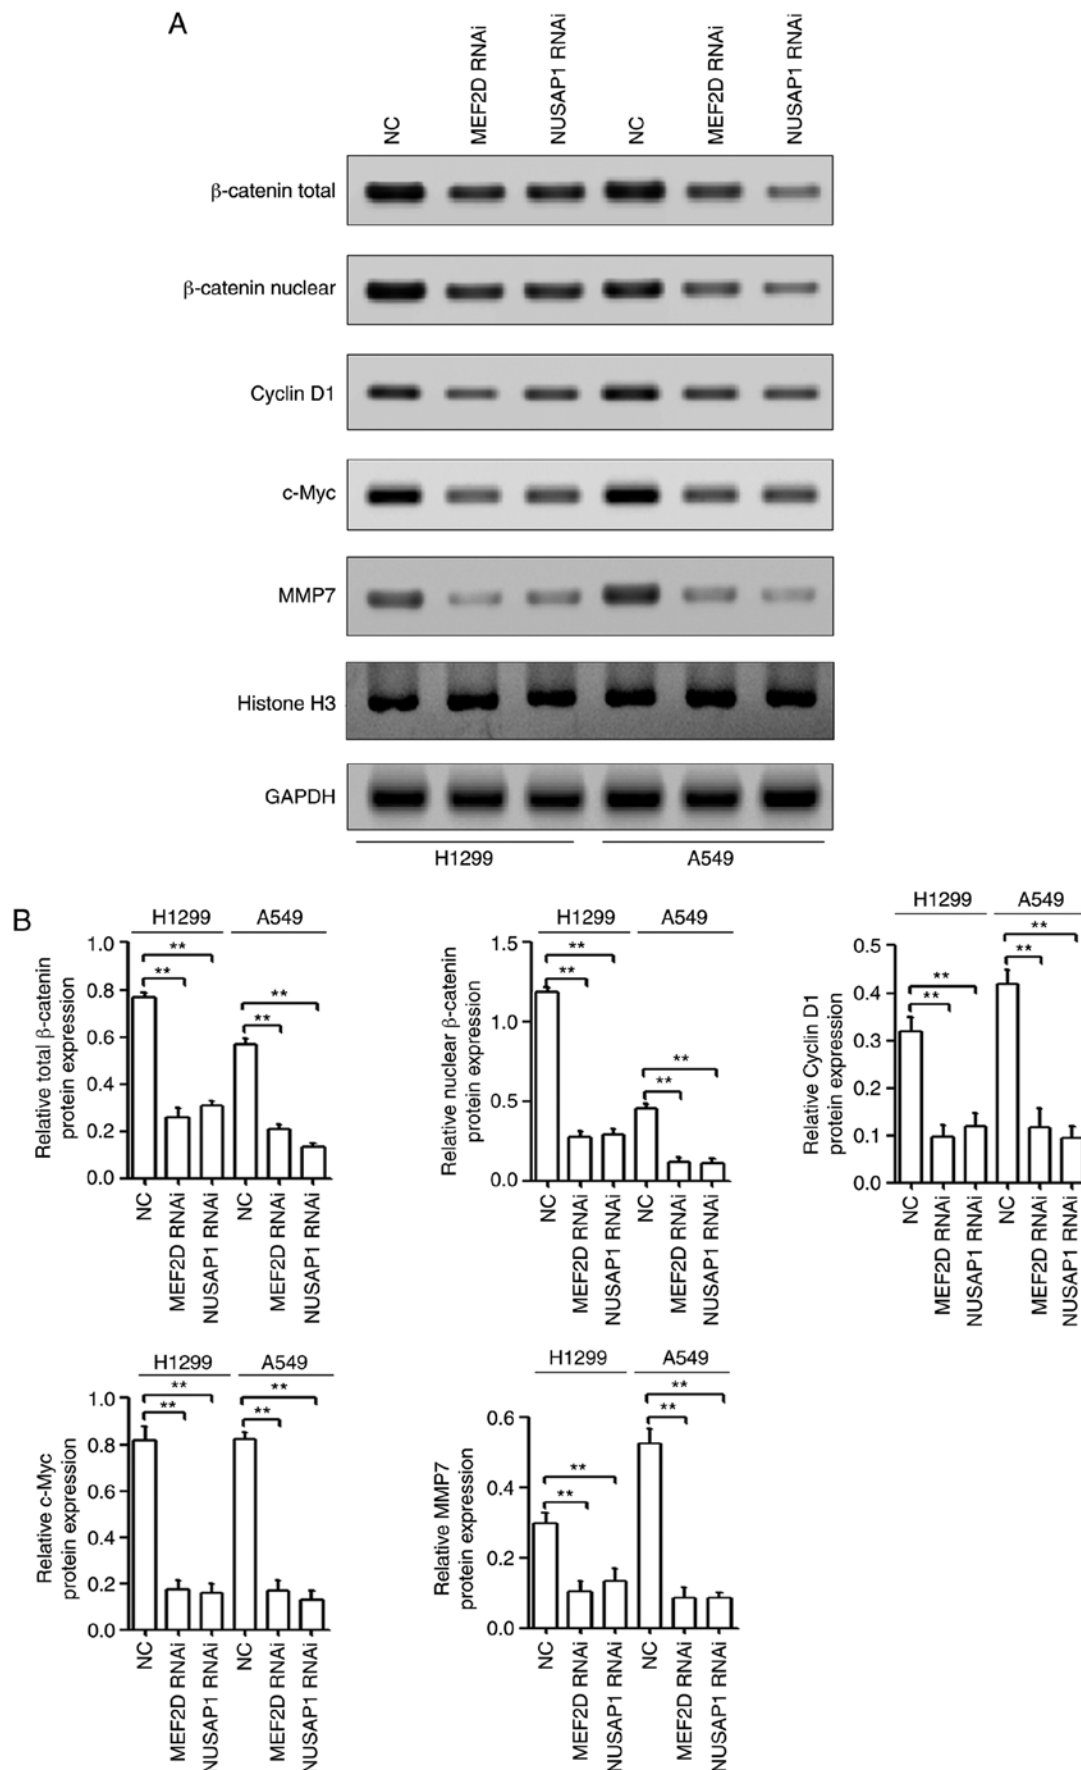 A
NC
MEF2D RNAi
NUSAP1 RNAi
NC
MEF2D RNAi
NUSAP1 RNAi
β-catenin total
β-catenin nuclear
Cyclin D1
c-Myc
MMP7
Histone H3
GAPDH
H1299
A549
B
H1299
A549
Relative total β-catenin
protein expression
1.0
0.8
0.6
0.4
0.2
0.0
**
**
**
**
NC
MEF2D RNAi
NUSAP1 RNAi
NC
MEF2D RNAi
NUSAP1 RNAi
H1299
A549
Relative nuclear β-catenin
protein expression
1.5
1.0
0.5
0.0
**
**
**
**
NC
MEF2D RNAi
NUSAP1 RNAi
NC
MEF2D RNAi
NUSAP1 RNAi
H1299
A549
Relative Cyclin D1
protein expression
0.5
0.4
0.3
0.2
0.1
0.0
**
**
**
**
NC
MEF2D RNAi
NUSAP1 RNAi
NC
MEF2D RNAi
NUSAP1 RNAi
H1299
A549
Relative c-Myc
protein expression
1.0
0.8
0.6
0.4
0.2
0.0
**
**
**
**
NC
MEF2D RNAi
NUSAP1 RNAi
NC
MEF2D RNAi
NUSAP1 RNAi
H1299
A549
Relative MMP7
protein expression
0.6
0.4
0.2
0.0
**
**
**
**
NC
MEF2D RNAi
NUSAP1 RNAi
NC
MEF2D RNAi
NUSAP1 RNAi